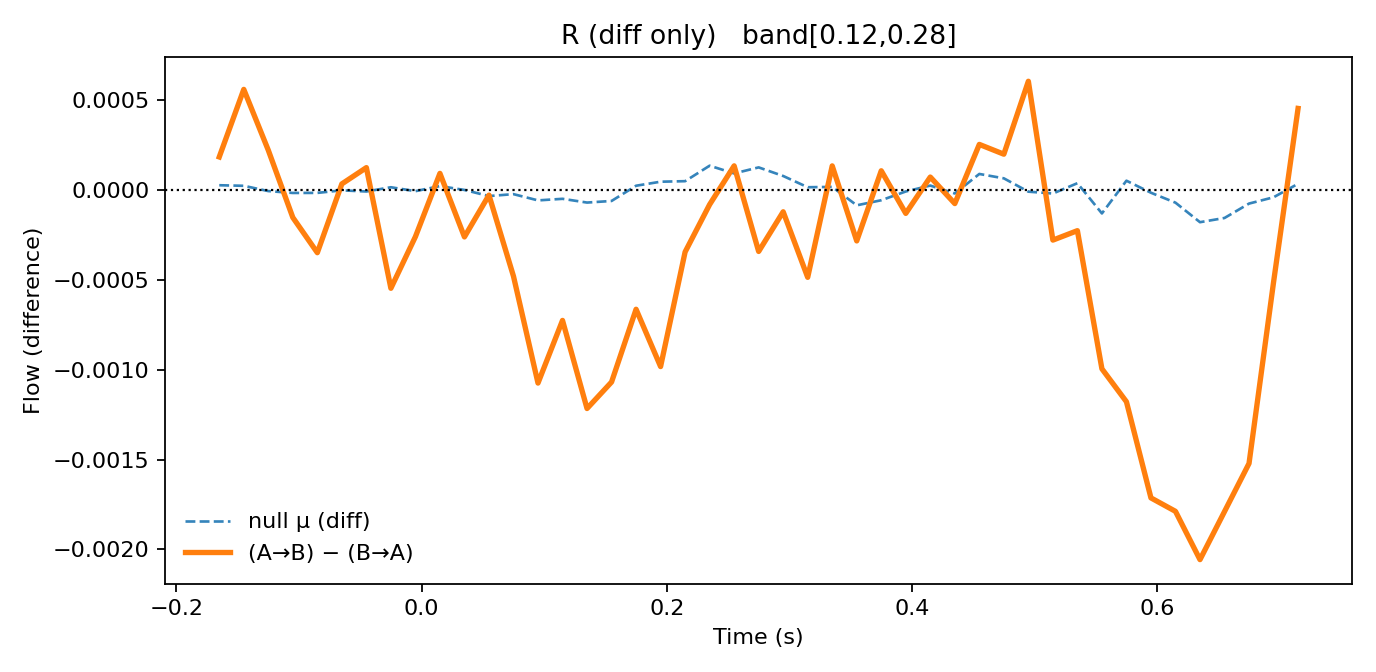 R (diff only) band[0.12,0.28]
Flow (difference)
0.0005
0.0000
−0.0005
−0.0010
−0.0015
−0.0020
null μ (diff)
(A→B) − (B→A)
−0.2
0.0
0.2
0.4
0.6
Time (s)